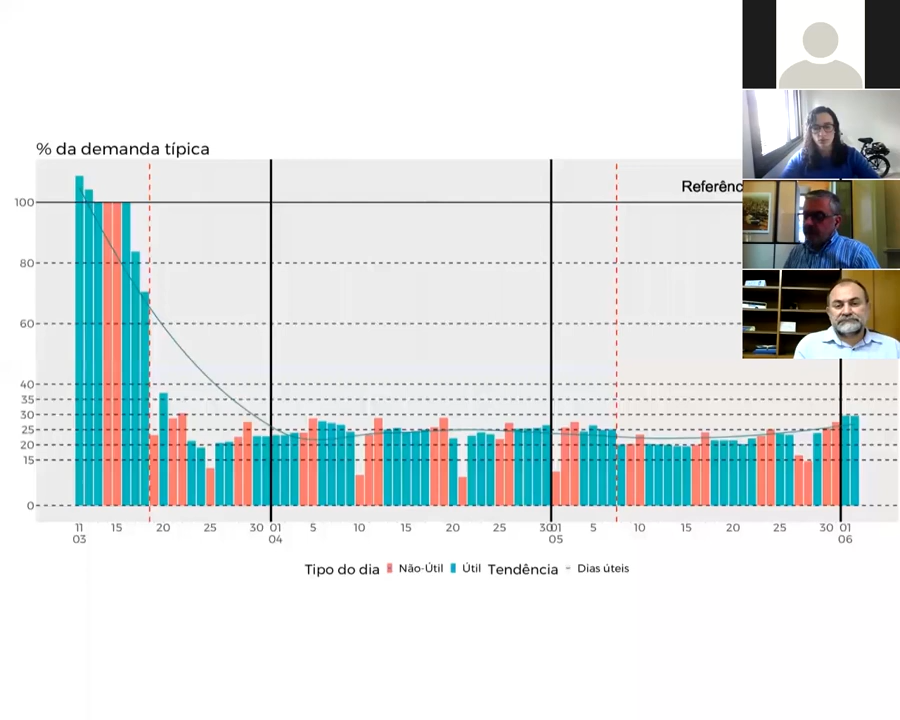 % da demanda típica
Referênc
100
80
60
40
35
30
25
20
15
0
11 15 20 25 30 01 5 10 15 20 25 30 01 5 10 15 20 25 30 01
03 04 05 06
Tipo do dia Não-Útil Útil Tendência Dias úteis